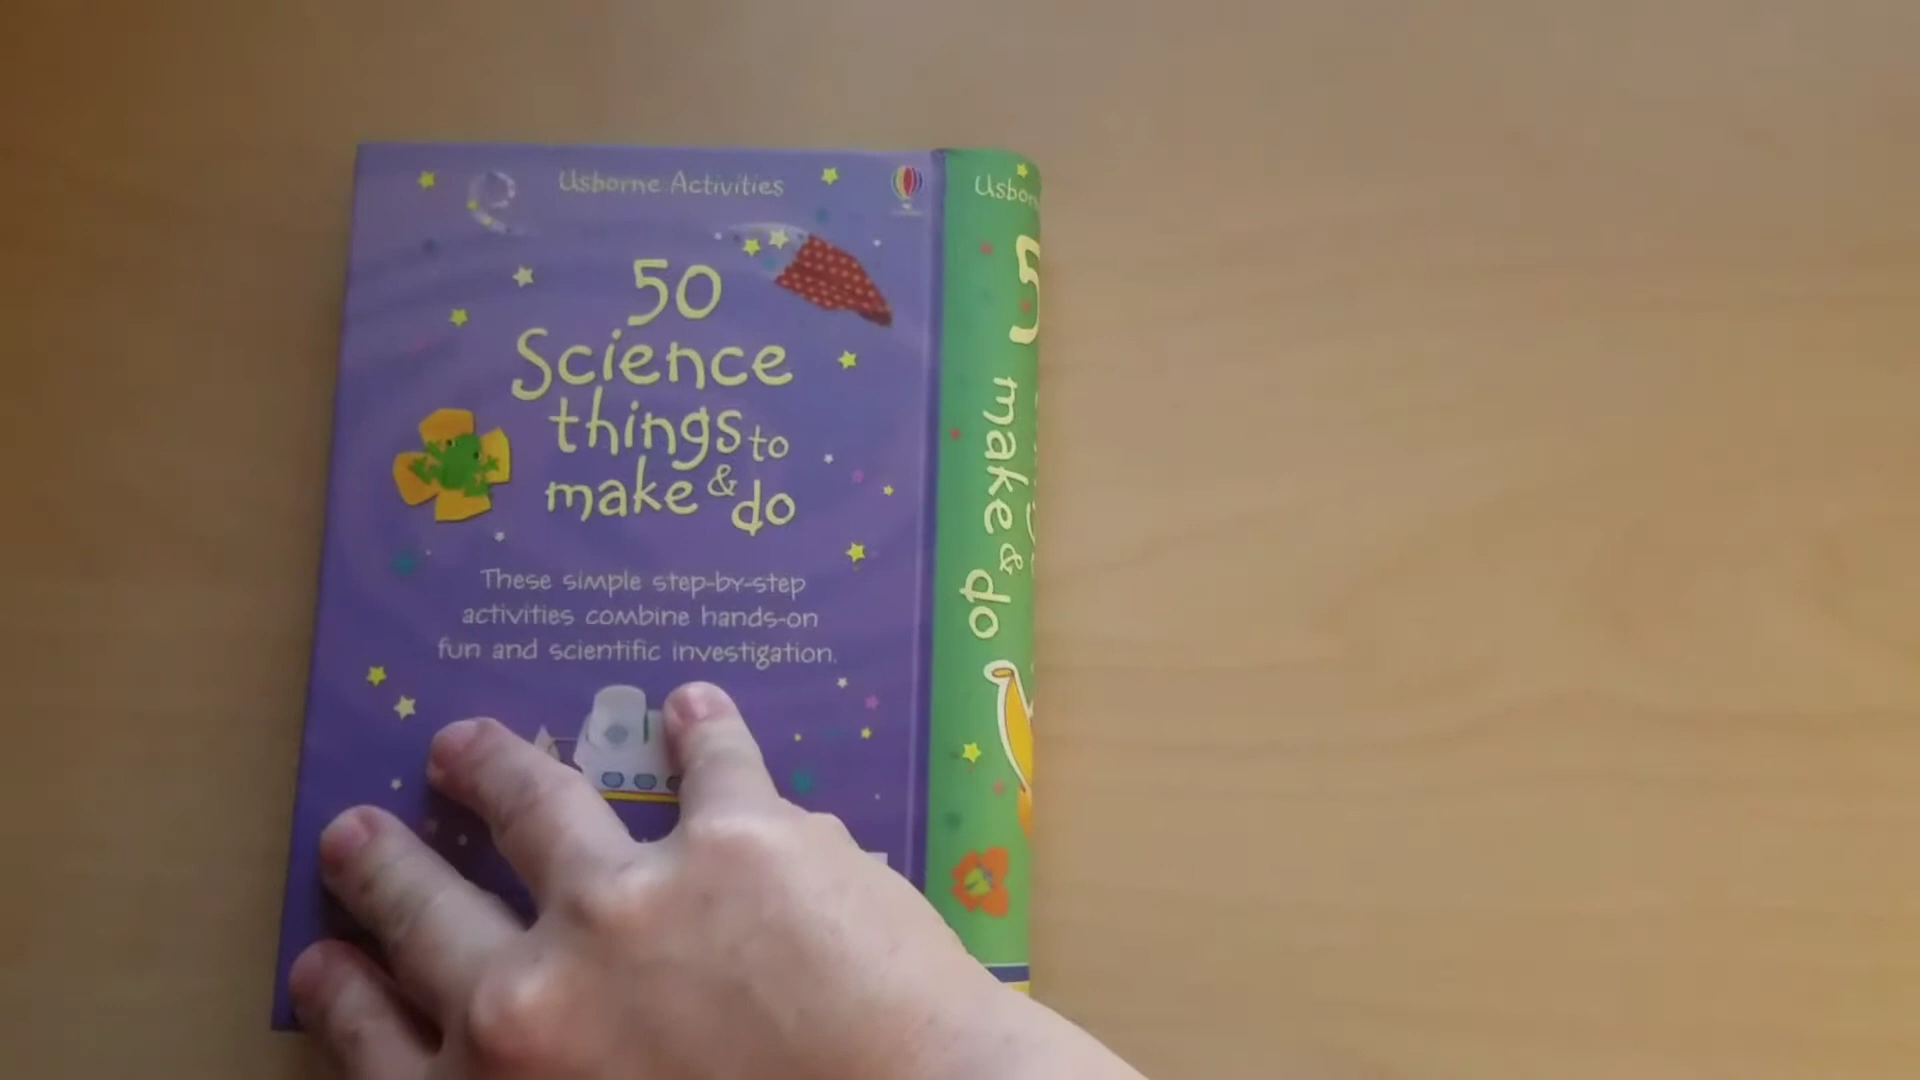 Usborne Activities
50
Science
things to
make & do
These simple step-by-step
activities combine hands-on
fun and scientific investigation.
make & do